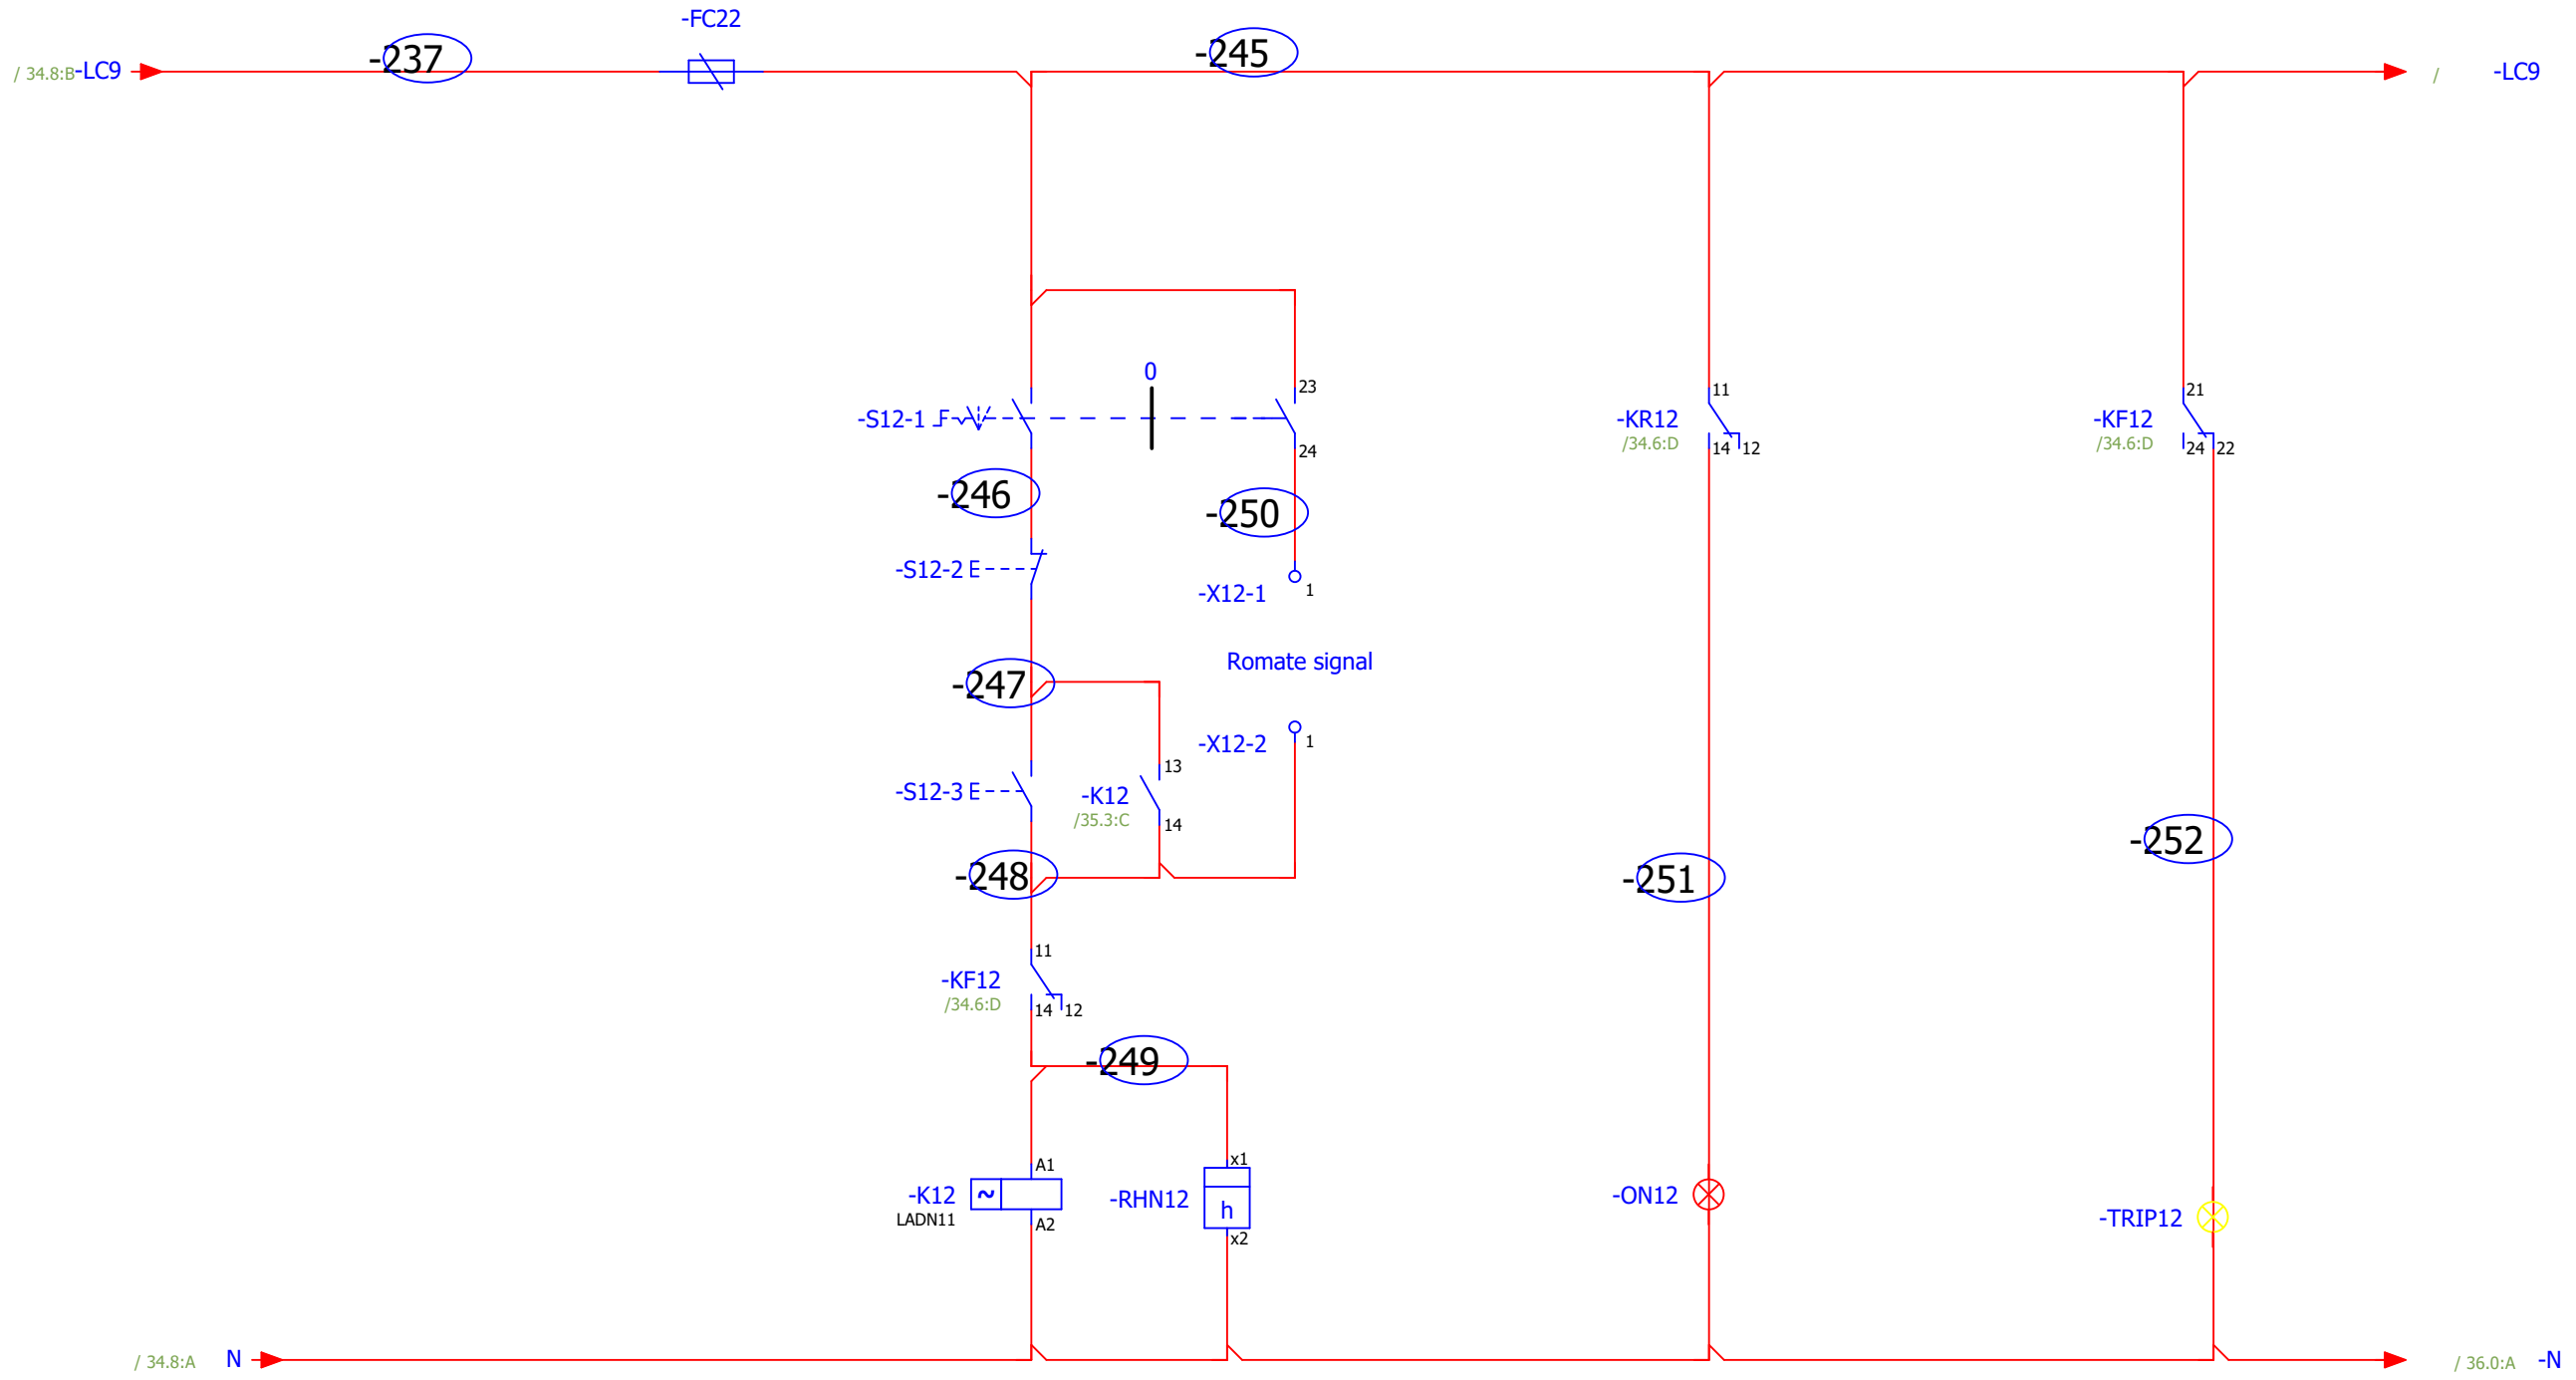 -FC22
/ 34.8:B
-LC9
-237
-245
/
-LC9
0
23
-S12-1
24
11
-KR12
/34.6:D
14
12
21
-KF12
/34.6:D
24
22
-246
-250
-S12-2
-X12-1
1
Romate signal
-247
-X12-2
1
13
-S12-3
-K12
/35.3:C
14
-248
-251
-252
11
-KF12
/34.6:D
14
12
-249
A1
-K12
~
LADN11
A2
x1
-RHN12
h
x2
-ON12
-TRIP12
/ 34.8:A
N
/ 36.0:A
-N